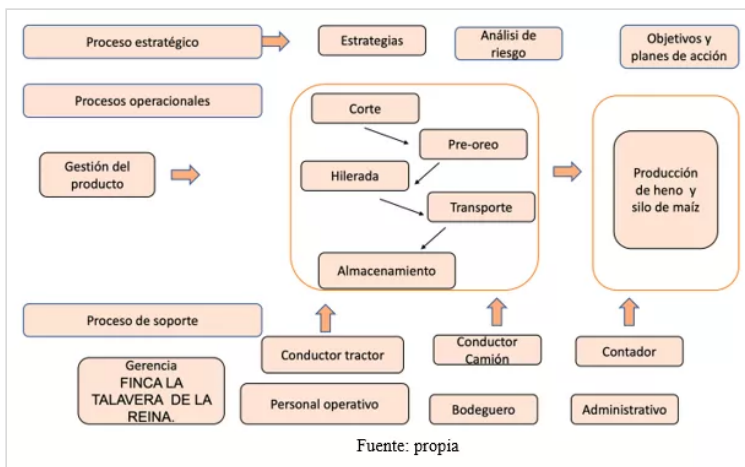 Proceso estratégico
Estrategias
Análisi de
riesgo
Objetivos y
planes de acción
Procesos operacionales
Corte
Pre-oreo
Gestión del
producto
Hilerada
Transporte
Almacenamiento
Producción
de heno y
silo de maíz
Proceso de soporte
Gerencia
FINCA LA
TALAVERA DE LA
REINA.
Conductor tractor
Conductor
Camión
Contador
Personal operativo
Bodeguero
Administrativo
Fuente: propia